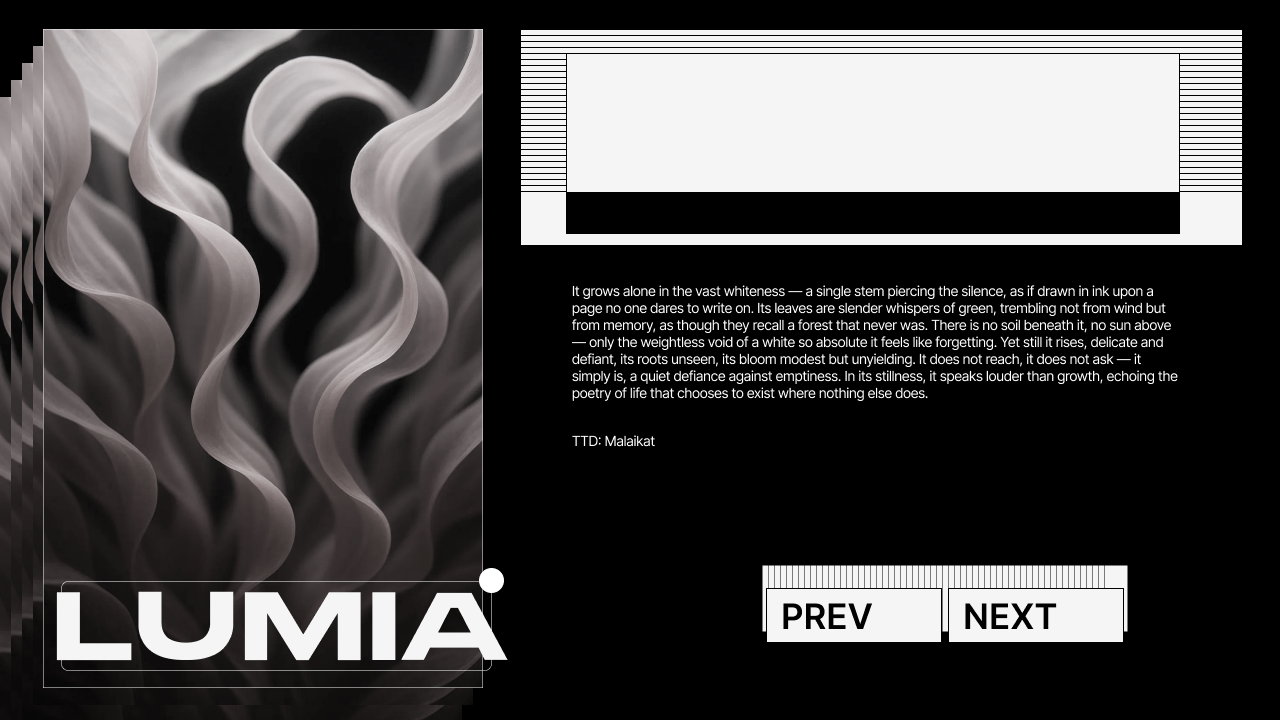 LUMIA
It grows alone in the vast whiteness — a single stem piercing the silence, as if drawn in ink upon a
page no one dares to write on. Its leaves are slender whispers of green, trembling not from wind but
from memory, as though they recall a forest that never was. There is no soil beneath it, no sun above
— only the weightless void of a white so absolute it feels like forgetting. Yet still it rises, delicate and
defiant, its roots unseen, its bloom modest but unyielding. It does not reach, it does not ask — it
simply is, a quiet defiance against emptiness. In its stillness, it speaks louder than growth, echoing the
poetry of life that chooses to exist where nothing else does.
TTD: Malaikat
PREV
NEXT